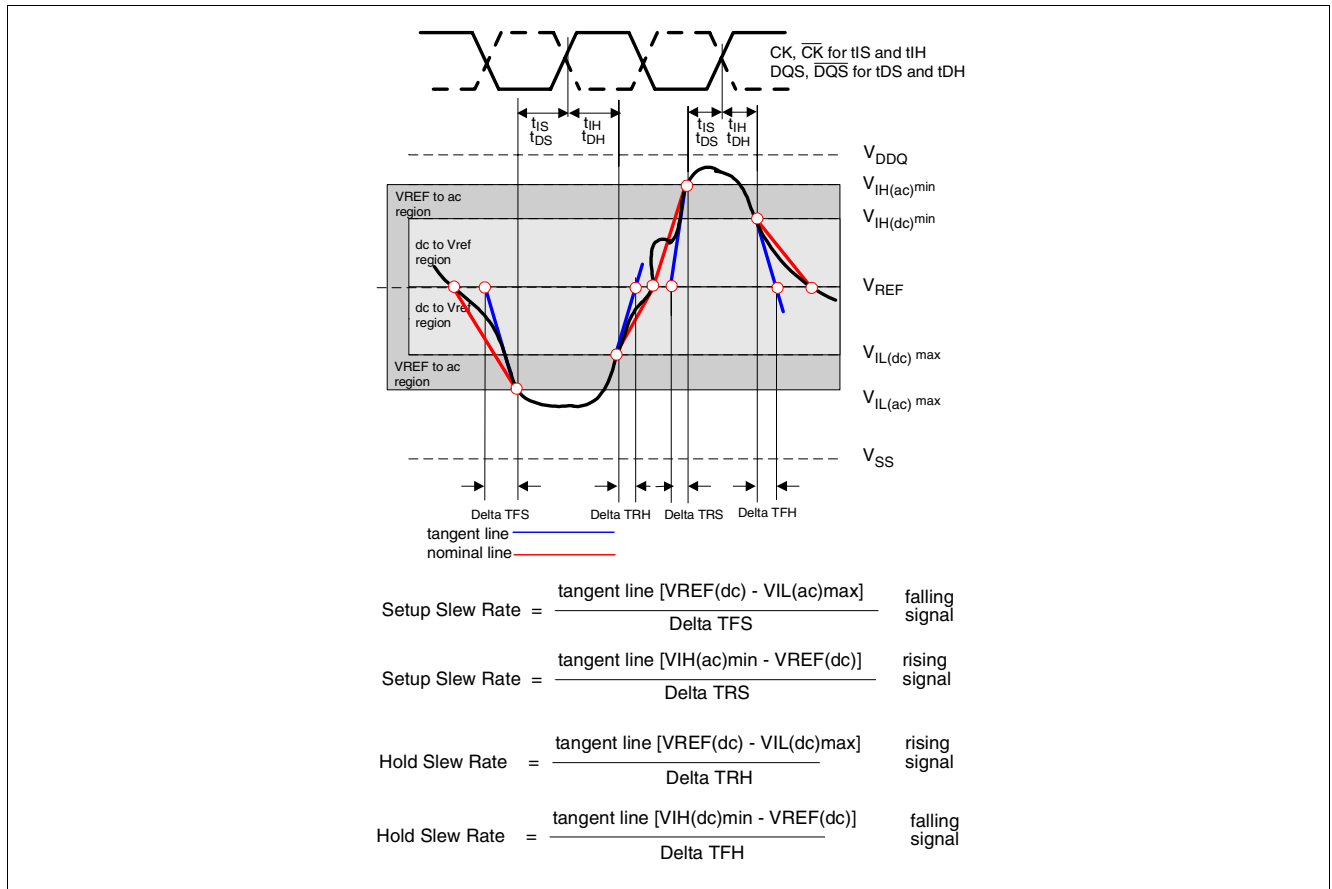 CK, C̅K̅ for tIS and tIH
DQS, D̅Q̅S̅ for tDS and tDH
tIS tIH tIS tIH
tDS tDH tDS tDH
VDDQ
VIH(ac)min
VREF to ac
region
VIH(dc)min
dc to Vref
region
VREF
dc to Vref
region
VIL(dc) max
VREF to ac
region
VIL(ac) max
VSS
Delta TFS Delta TRH Delta TRS Delta TFH
tangent line
nominal line
tangent line [VREF(dc) - VIL(ac)max] falling
Setup Slew Rate = signal
Delta TFS
tangent line [VIH(ac)min - VREF(dc)] rising
Setup Slew Rate = signal
Delta TRS
tangent line [VREF(dc) - VIL(dc)max] rising
Hold Slew Rate = signal
Delta TRH
tangent line [VIH(dc)min - VREF(dc)] falling
Hold Slew Rate = signal
Delta TFH